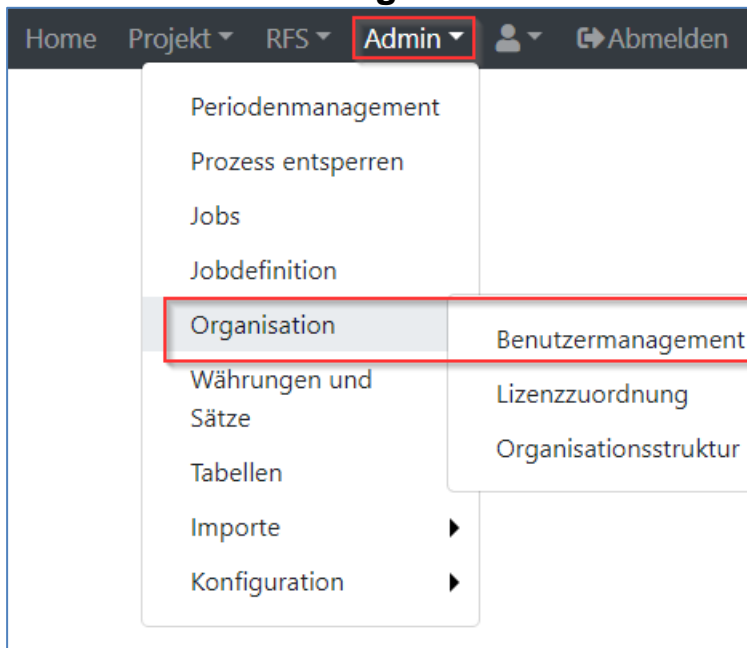 Home Projekt RFS Admin Abmelden
Periodenmanagement
Prozess entsperren
Jobs
Jobdefinition
Organisation
Benutzermanagement
Währungen und
Sätze
Lizenzzuordnung
Organisationsstruktur
Tabellen
Importe
Konfiguration